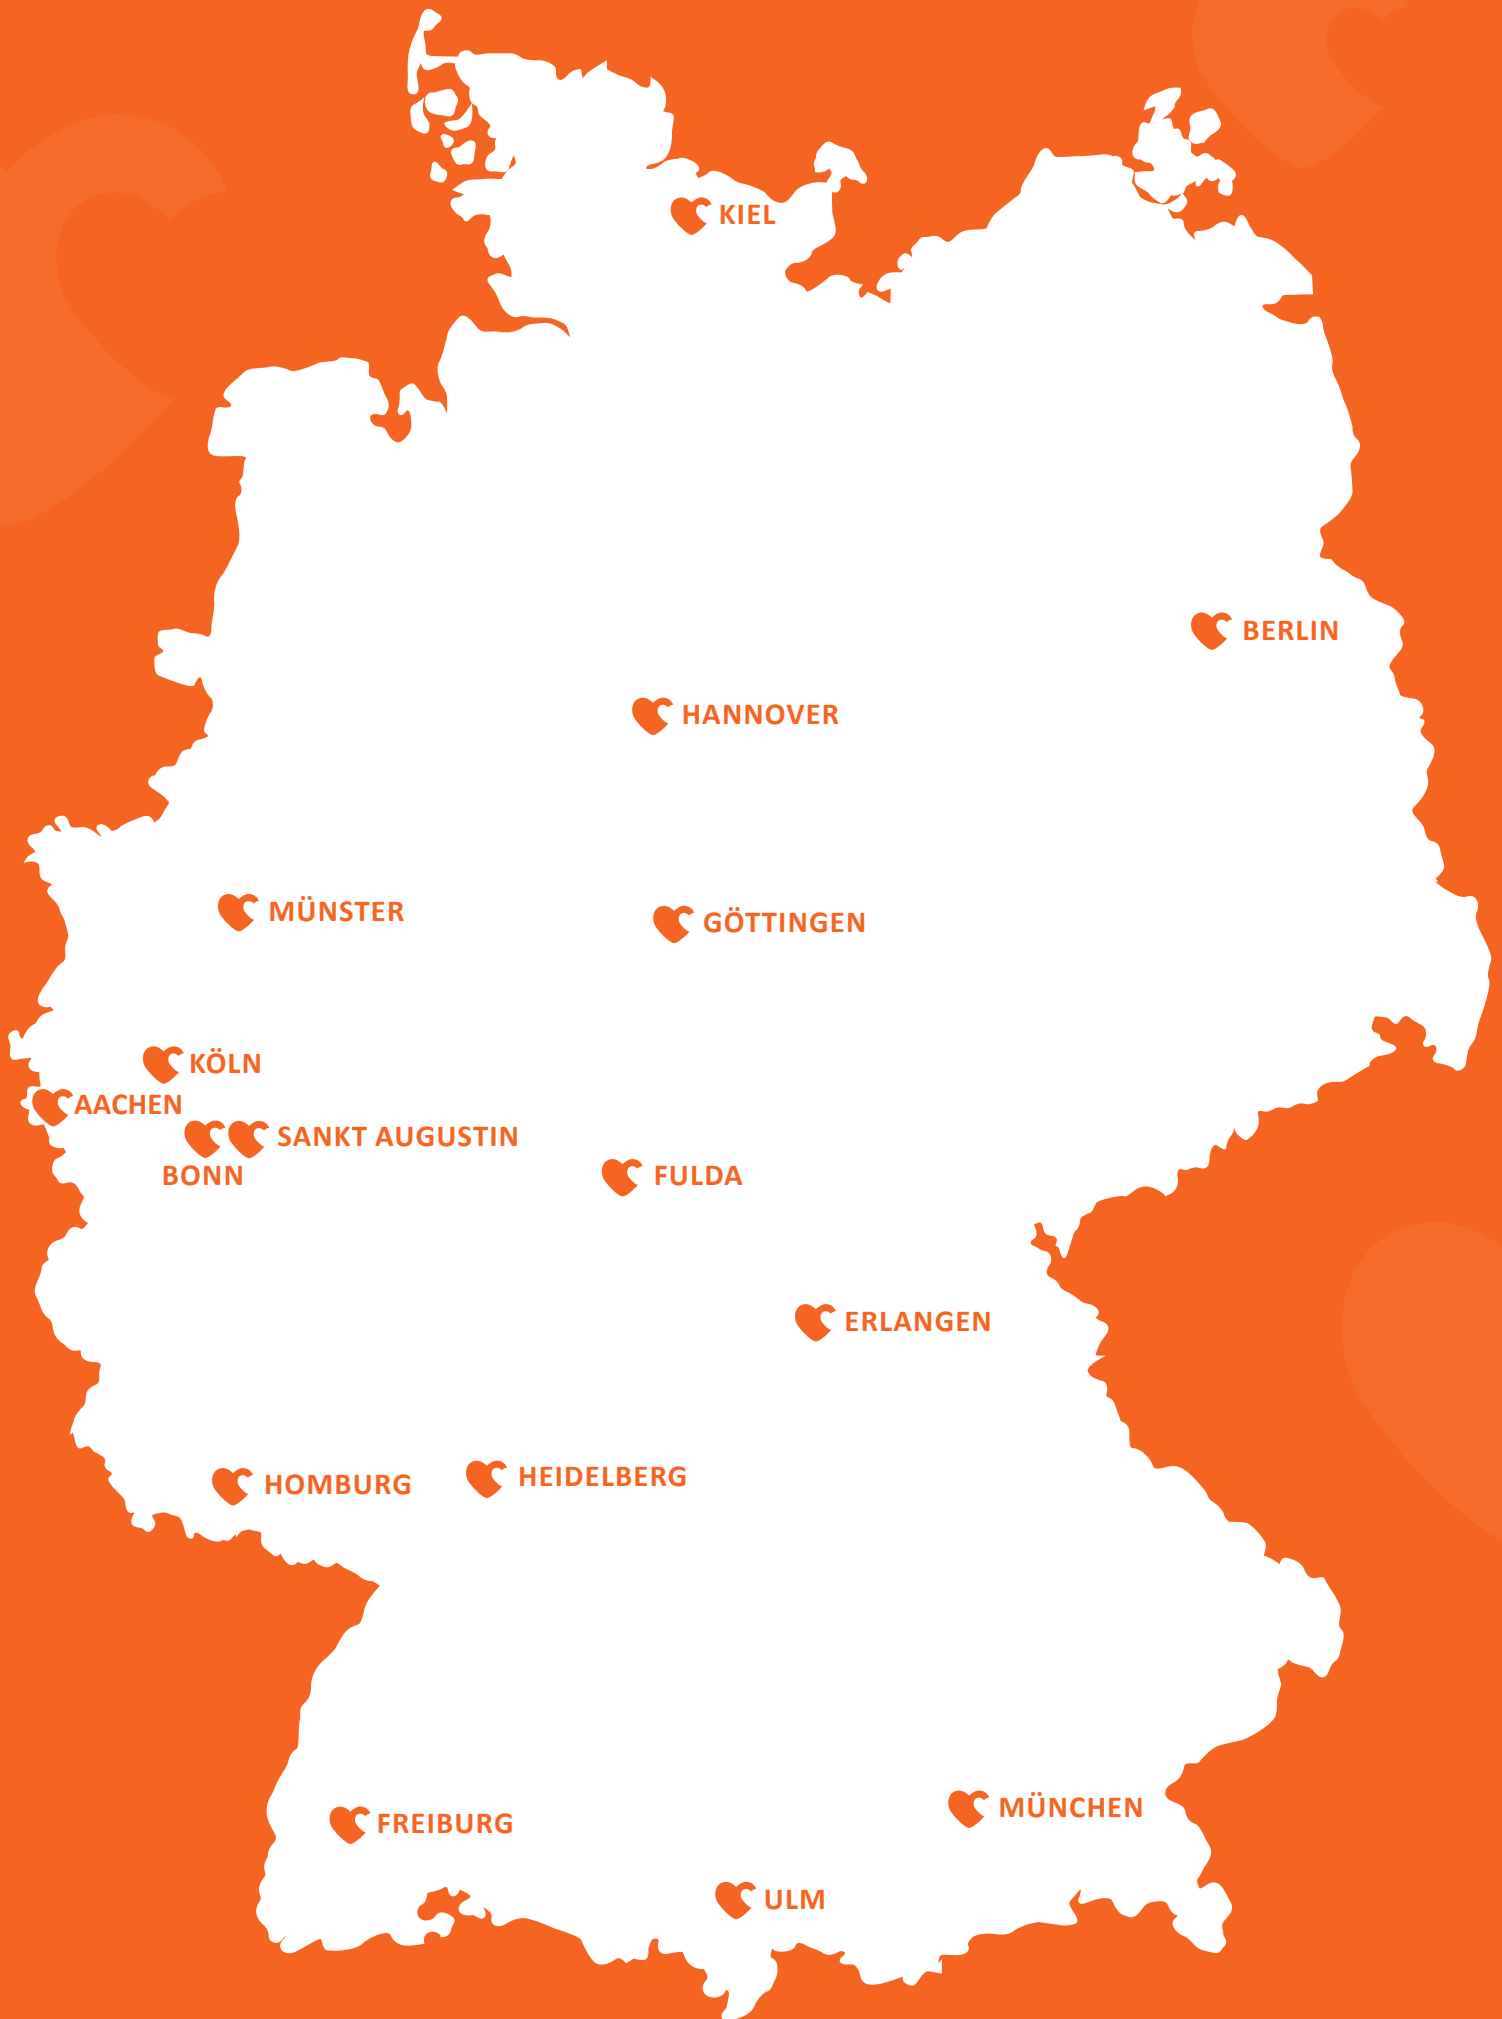 KIEL
BERLIN
HANNOVER
MÜNSTER
GÖTTINGEN
KÖLN
AACHEN
SANKT AUGUSTIN
BONN
FULDA
ERLANGEN
HOMBURG
HEIDELBERG
MÜNCHEN
FREIBURG
ULM